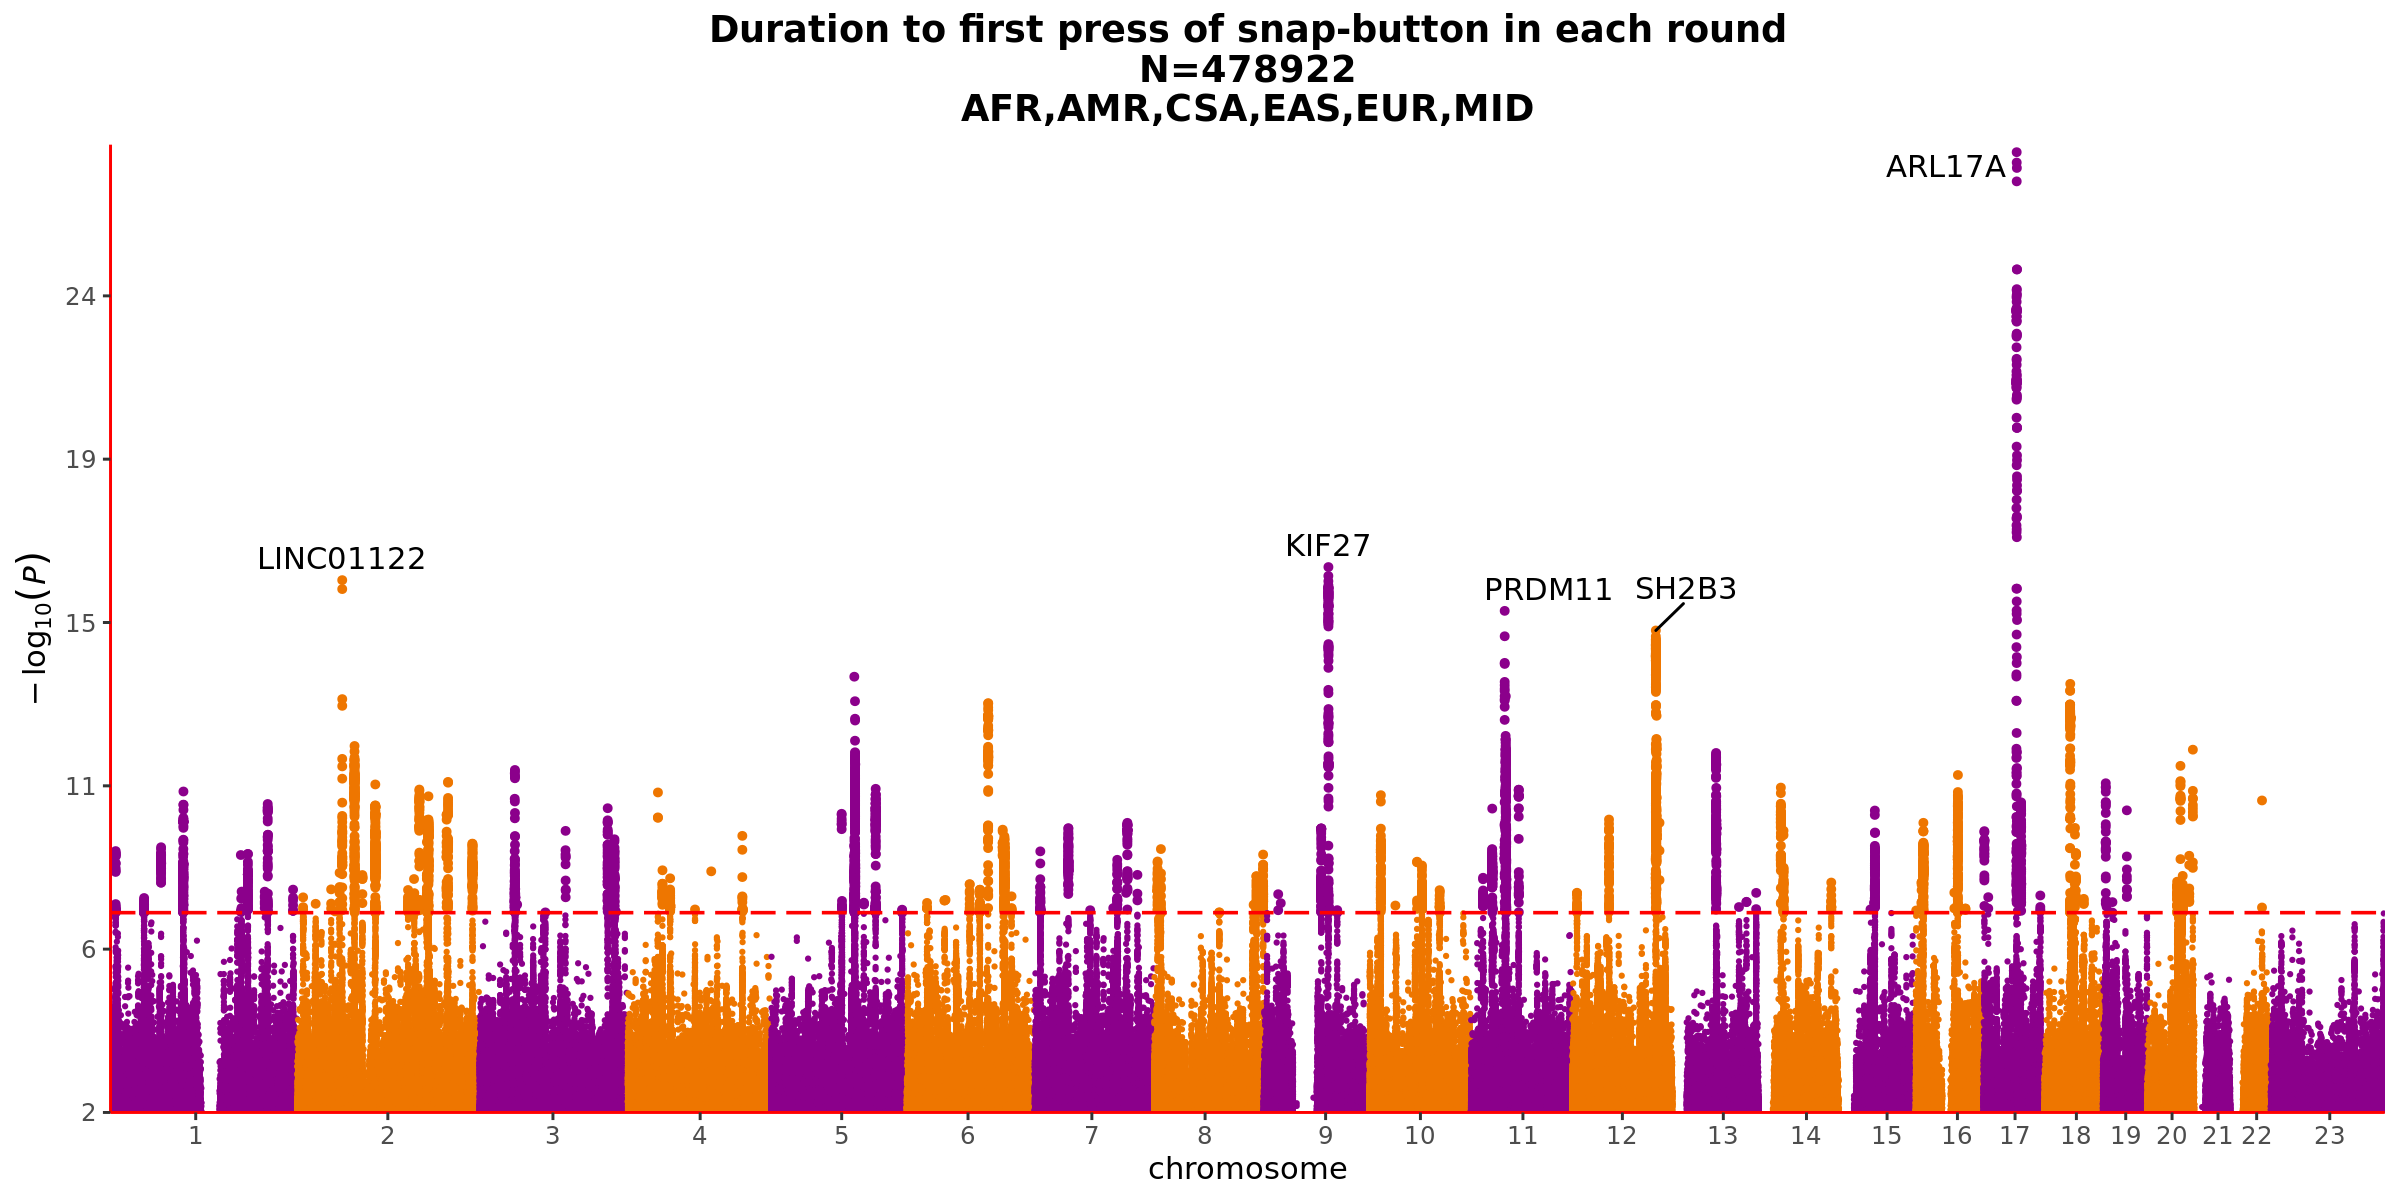 Duration to first press of snap-button in each round
N=478922
AFR,AMR,CSA,EAS,EUR,MID
ARL17A
24
19
KIF27
LINC01122
PRDM11 SH2B3
−log10(P)
15
11
6
2
1 2 3 4 5 6 7 8 9 10 11 12 13 14 15 16 17 18 19 20 21 22 23
chromosome